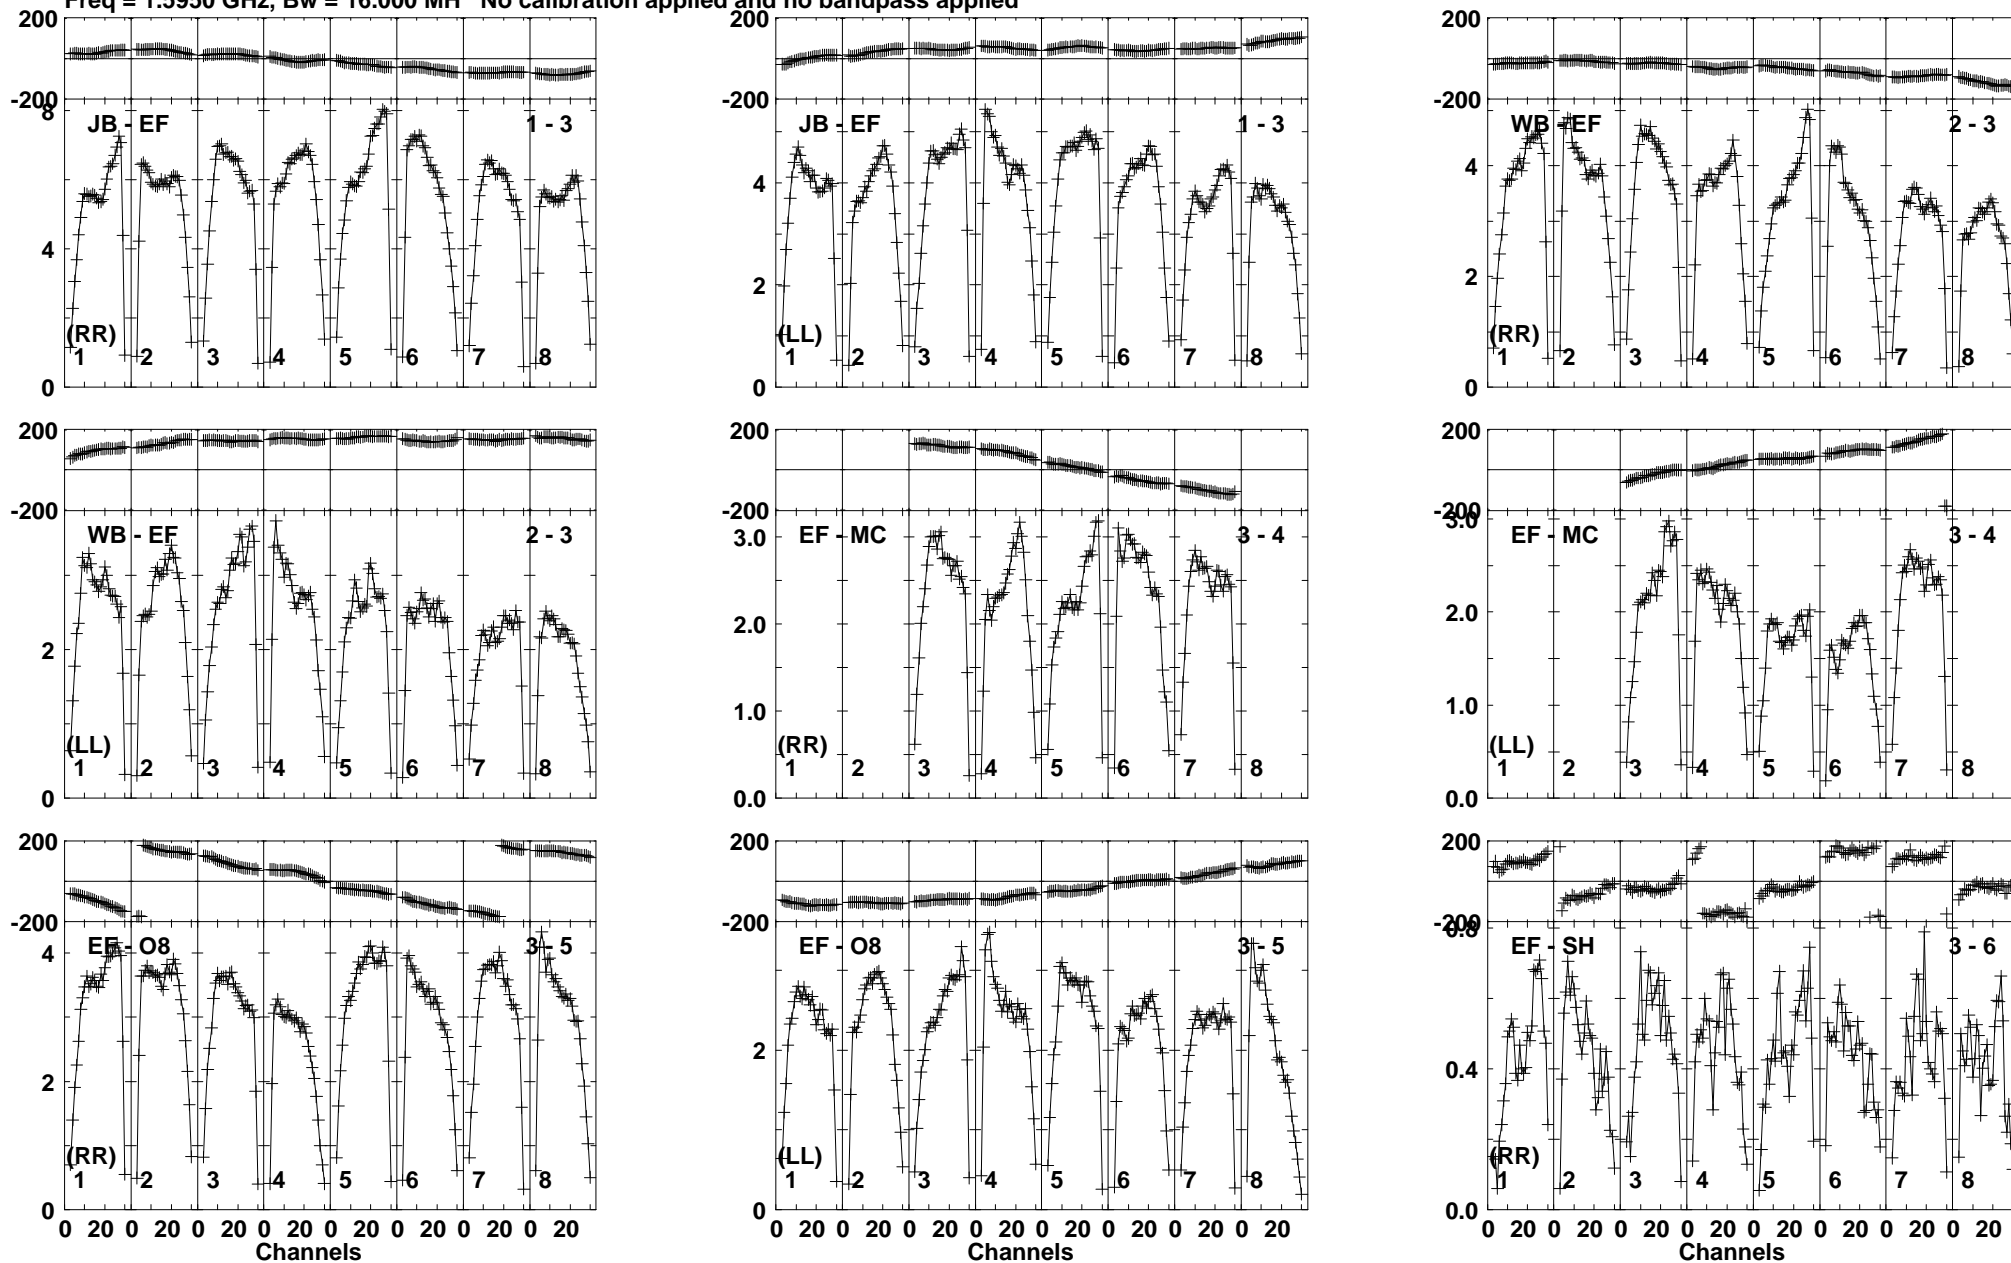 Freq = 1.5950 GHz, Bw = 16.000 MH No calibration applied and no bandpass applied
200 200 200
-200 -200 -200
8
JB - EF 1 - 3 JB - EF 1 - 3 WB - EF 2 - 3
4 4 4
2 2
(RR) (LL) (RR)
1 2 3 4 5 6 7 8 1 2 3 4 5 6 7 8 1 2 3 4 5 6 7 8
0 0 0
200 200 200
-200 -200 -200
WB - EF 2 - 3 EF - MC 3 - 4 EF - MC 3 - 4
3.0 3.0
2 2.0 2.0
1.0 1.0
(LL) (RR) (LL)
1 2 3 4 5 6 7 8 1 2 3 4 5 6 7 8 1 2 3 4 5 6 7 8
0 0.0 0.0
200 200 200
-200 -200 -200
0.8
EF - O8 3 - 5 EF - O8 3 - 5 EF - SH 3 - 6
4
2 2 0.4
(RR) (LL) (RR)
1 2 3 4 5 6 7 8 1 2 3 4 5 6 7 8 1 2 3 4 5 6 7 8
0 0 0.0
0 20 0 20 0 20 0 20 0 20 0 20 0 20 0 20 0 20 0 20 0 20 0 20 0 20 0 20 0 20 0 20 0 20 0 20 0 20 0 20 0 20 0 20 0 20 0 20
Channels Channels Channels